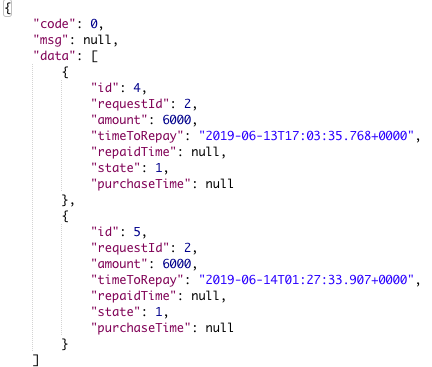 {
    "code": 0,
    "msg": null,
    "data": [
        {
            "id": 4,
            "requestId": 2,
            "amount": 6000,
            "timeToRepay": "2019-06-13T17:03:35.768+0000",
            "repaidTime": null,
            "state": 1,
            "purchaseTime": null
        },
        {
            "id": 5,
            "requestId": 2,
            "amount": 6000,
            "timeToRepay": "2019-06-14T01:27:33.907+0000",
            "repaidTime": null,
            "state": 1,
            "purchaseTime": null
        }
    ]